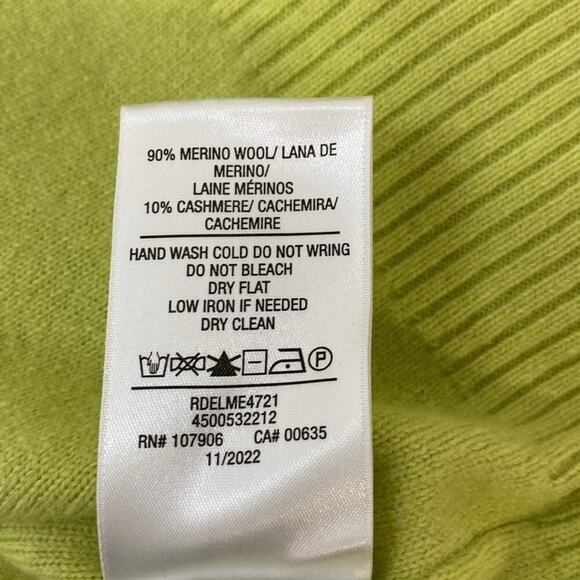 90% MERINO WOOL/ LANA DE
MERINO/
LAINE MÉRINOS
10% CASHMERE/ CACHEMIRA/
CACHEMIRE
HAND WASH COLD DO NOT WRING
DO NOT BLEACH
DRY FLAT
LOW IRON IF NEEDED
DRY CLEAN
P
RDELME4721
4500532212
RN# 107906 CA# 00635
11/2022